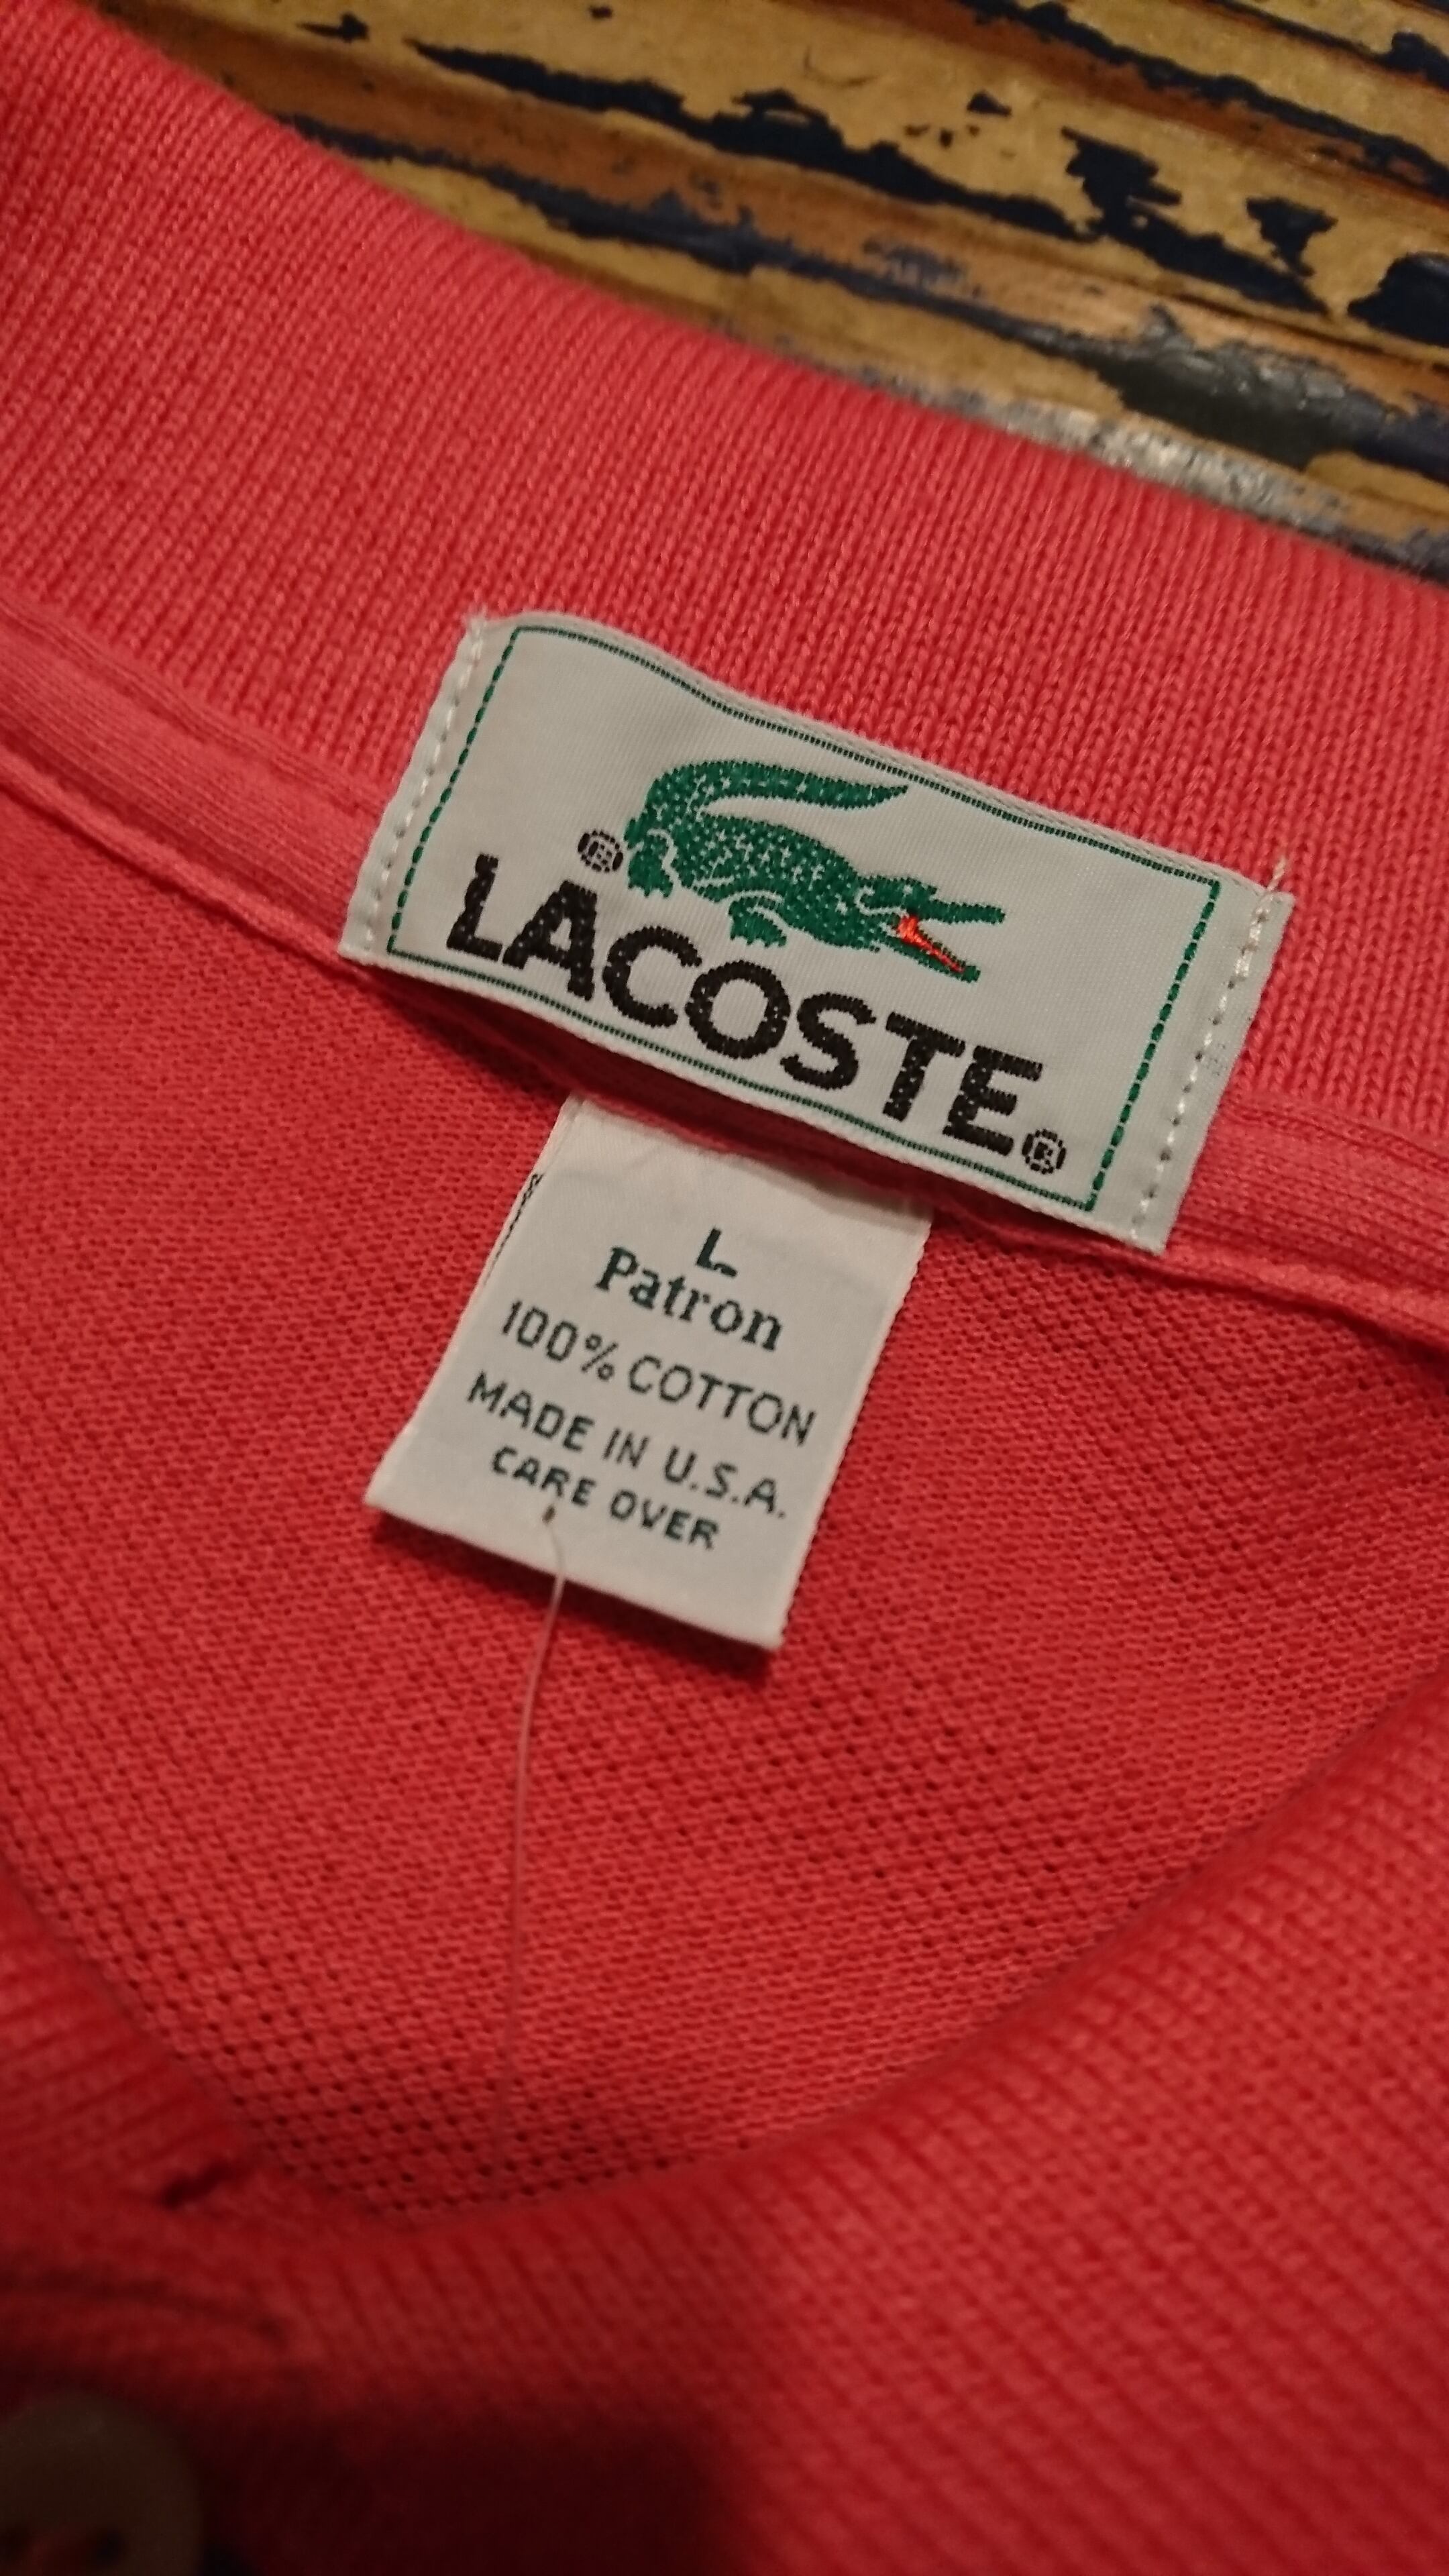 ®
LACOSTE®
L
Patron
100% COTTON
MADE IN U.S.A.
CARE OVER